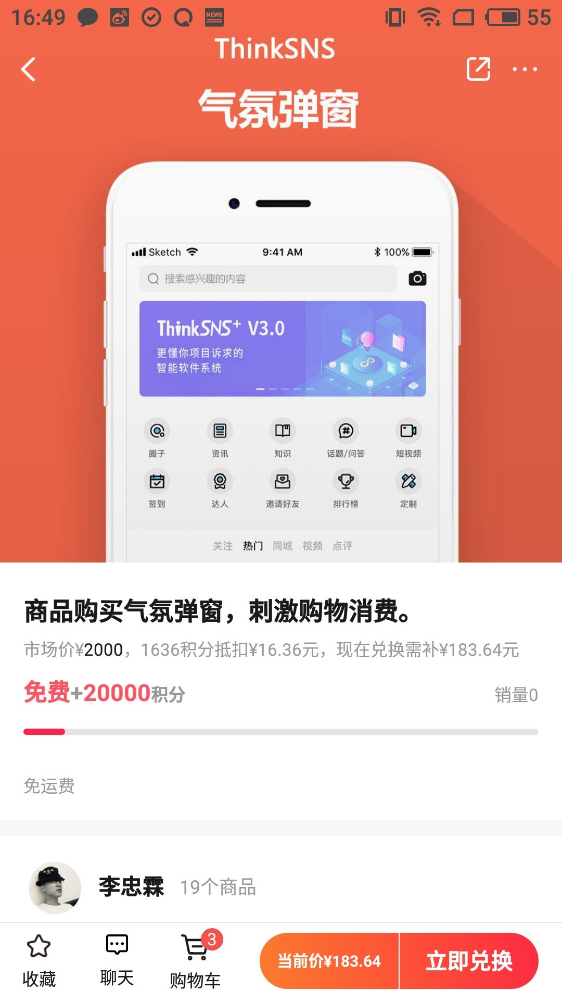 16:49
NEWS
55
ThinkSNS
气氛弹窗
Sketch
9:41 AM
100%
搜索感兴趣的内容
ThinkSNS+ V3.0
更懂你项目诉求的
智能软件系统
APP
圈子 资讯 知识 话题/问答 短视频
签到 达人 邀请好友 排行榜 定制
关注 热门 同城 视频 点评
商品购买气氛弹窗，刺激购物消费。
市场价¥2000，1636积分抵扣¥16.36元，现在兑换需补¥183.64元
免费+20000积分
销量0
免运费
李忠霖 19个商品
3
收藏 聊天 购物车
当前价¥183.64
立即兑换